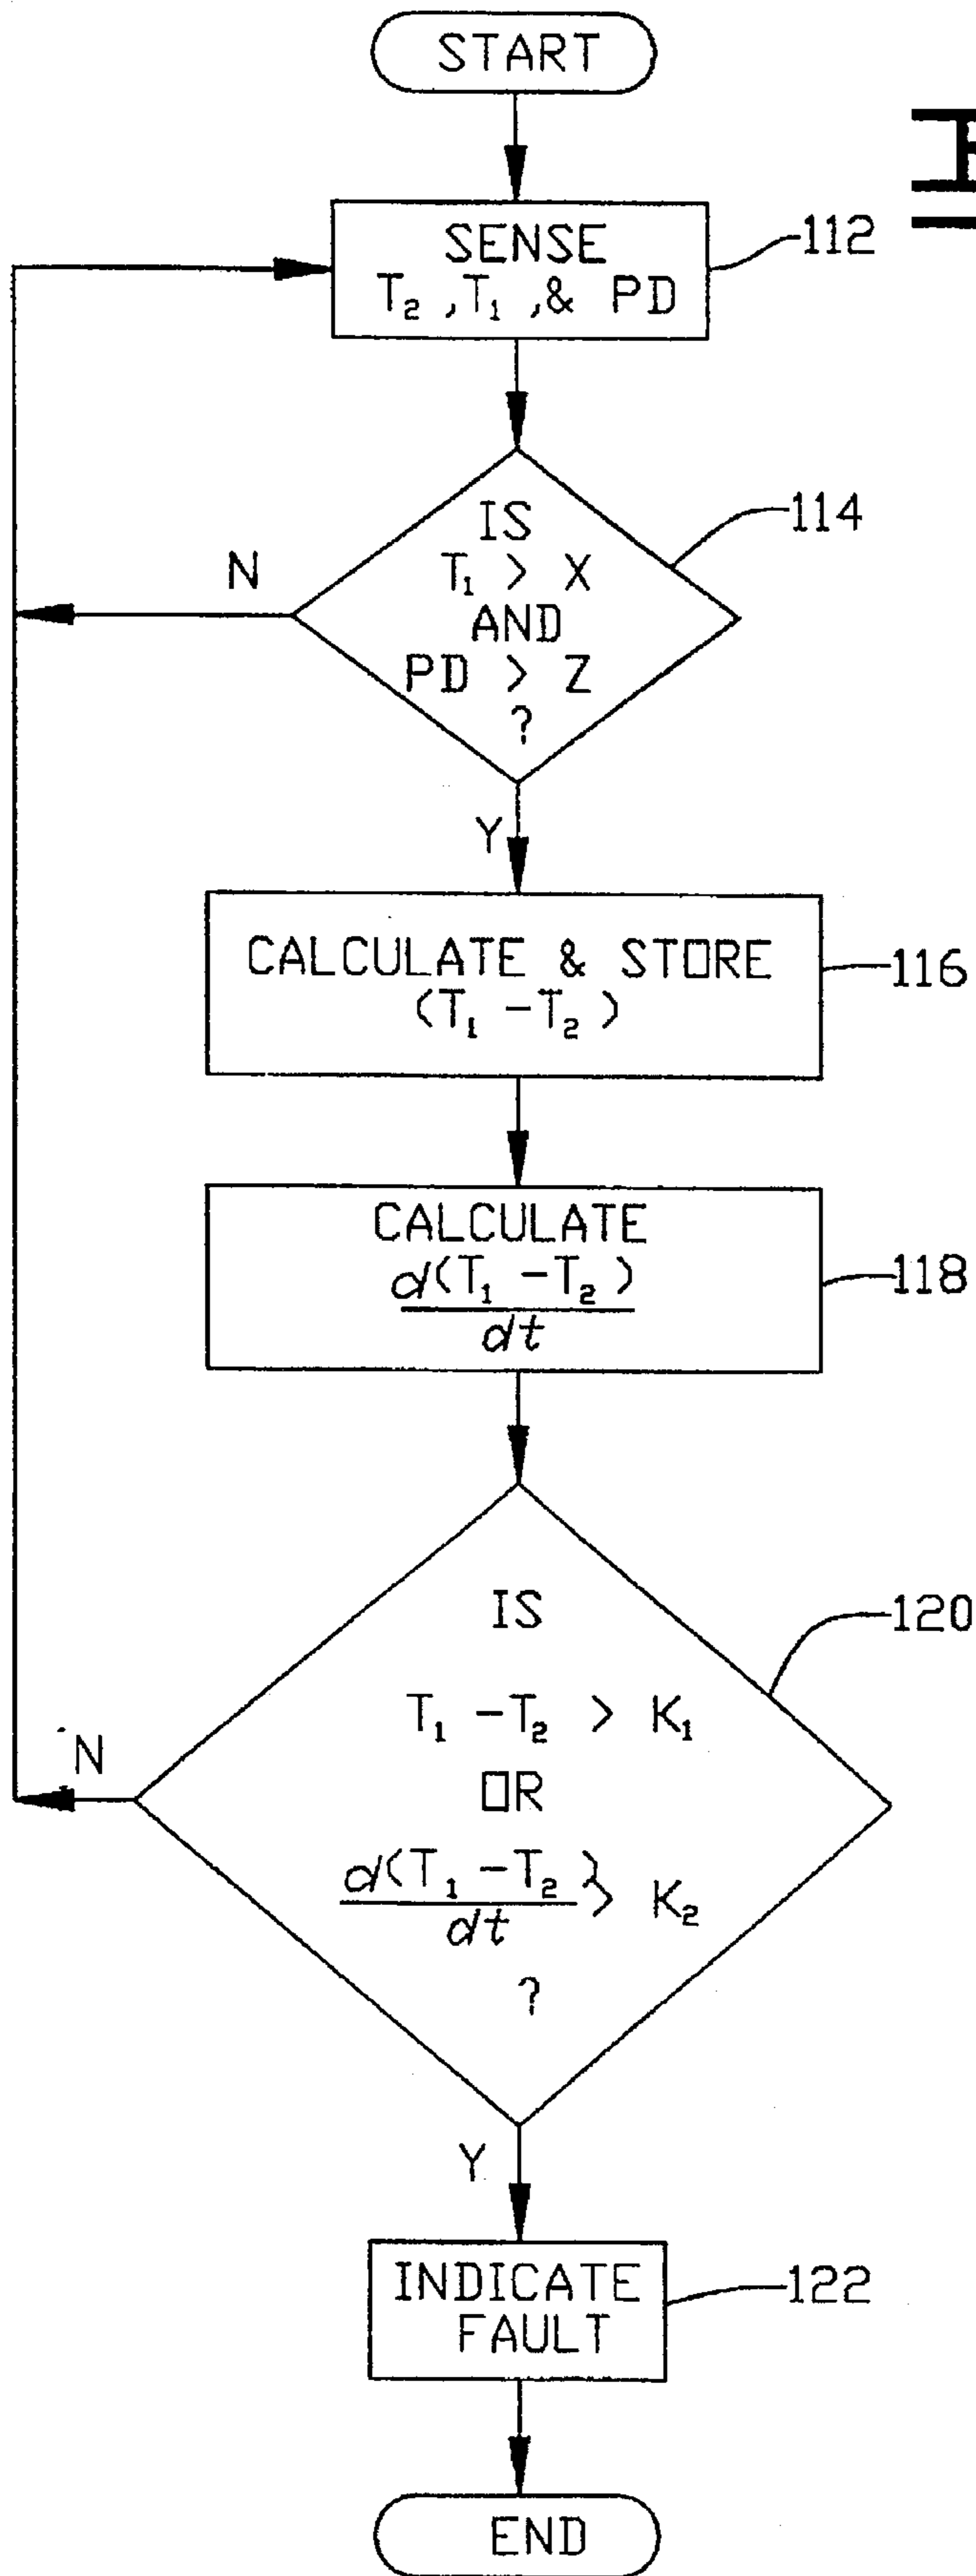 START
SENSE
T₂ ,T₁ ,& PD
112
IS
T₁ > X
AND
PD > Z
?
114
N
Y
CALCULATE & STORE
(T₁ -T₂ )
116
CALCULATE
d(T₁ -T₂ )
dt
118
IS
T₁ -T₂ > K₁
OR
d(T₁ -T₂ ) > K₂
dt
?
120
N
Y
INDICATE
FAULT
122
END